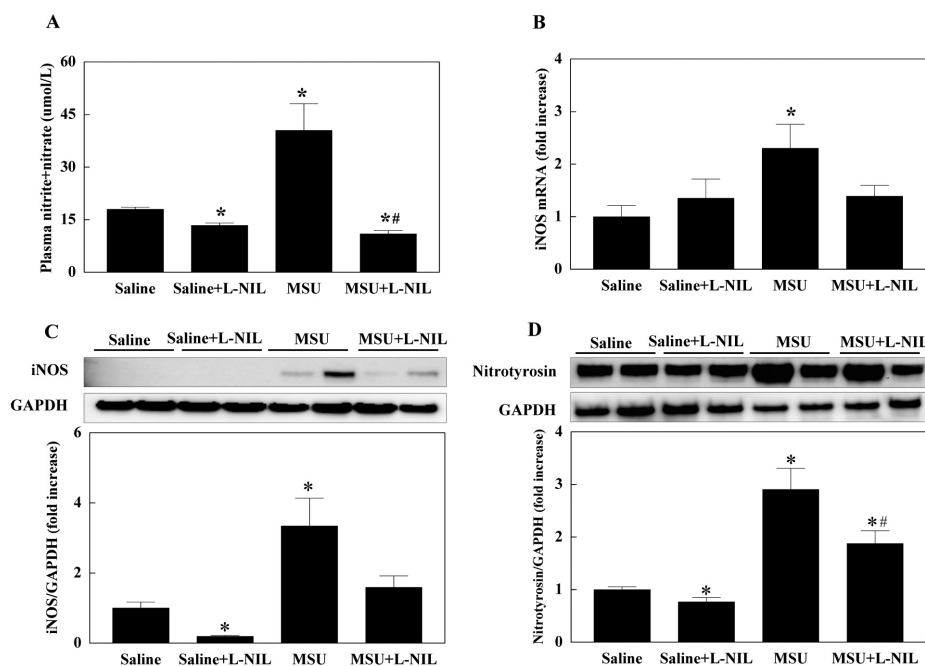 A
Plasma nitrite+nitrate (umol/L)
60
45
30
15
0
*
*
*#
Saline Saline+L-NIL MSU MSU+L-NIL
B
iNOS mRNA (fold increase)
4
3
2
1
0
*
Saline Saline+L-NIL MSU MSU+L-NIL
C
Saline Saline+L-NIL MSU MSU+L-NIL
iNOS
GAPDH
iNOS/GAPDH (fold increase)
6
4
2
0
*
*
Saline Saline+L-NIL MSU MSU+L-NIL
D
Saline Saline+L-NIL MSU MSU+L-NIL
Nitrotyrosin
GAPDH
Nitrotyrosin/GAPDH (fold increase)
4
3
2
1
0
*
*
*#
Saline Saline+L-NIL MSU MSU+L-NIL